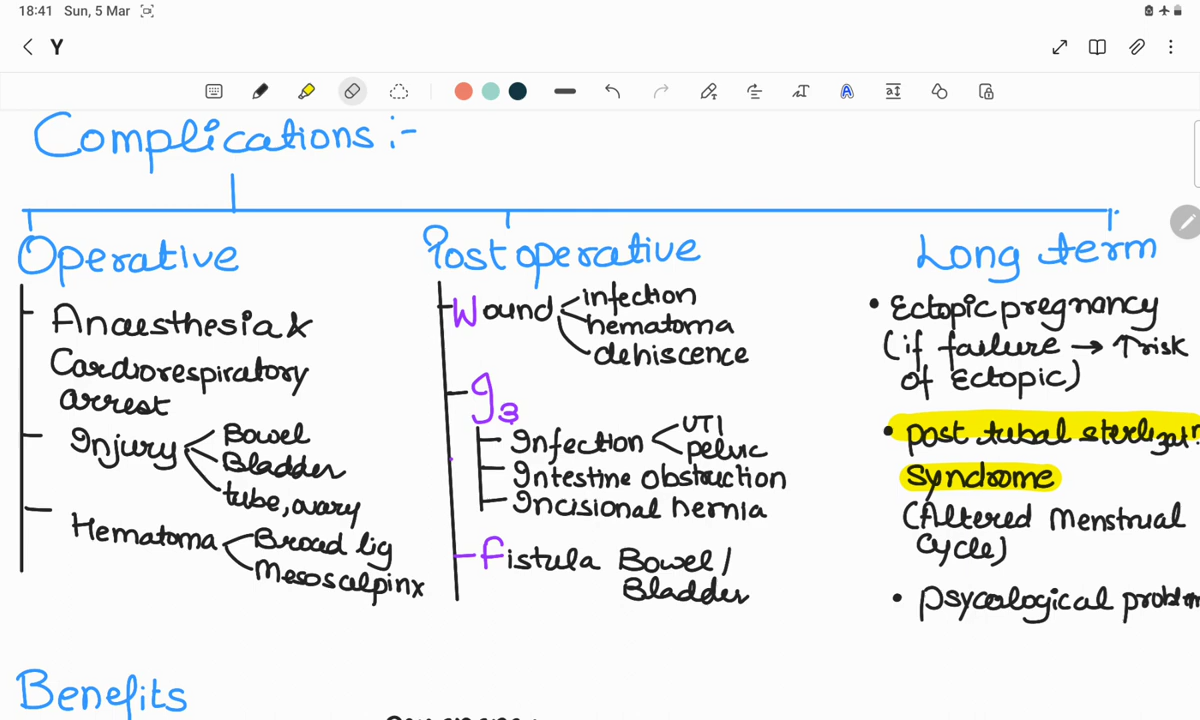 18:41 Sun, 5 Mar
Y
Complications :-
Operative
Anaesthesia &
Cardiorespiratory
arrest
Injury
Bowel
Bladder
tube, ovary
Hematoma
Broad lig
Mesosalpinx
Post operative
Wound
infection
hematoma
dehiscence
I3
Infection
UTI
pelvic
Intestine obstruction
Incisional hernia
Fistula Bowel /
Bladder
Long term
• Ectopic pregnancy
(if failure → ↑risk
of Ectopic)
• post tubal
Syndrome
(Altered Menstrual
Cycle)
• psycological
Benefits